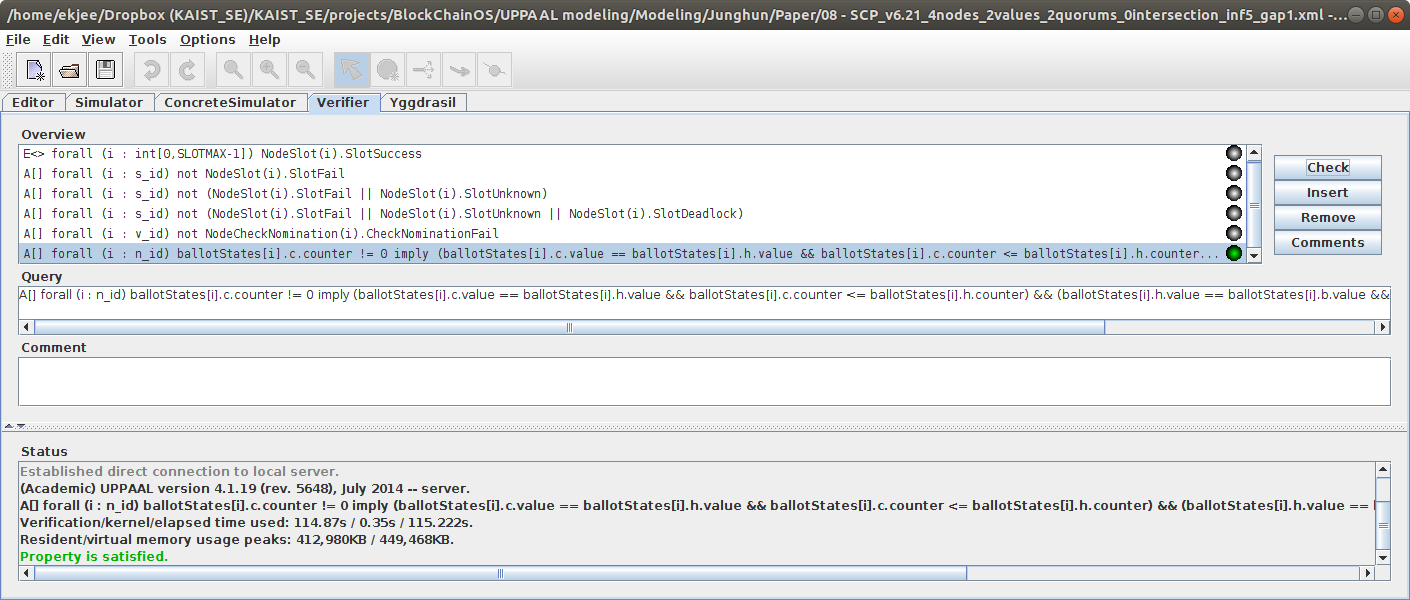 /home/ekjee/Dropbox (KAIST_SE)/KAIST_SE/projects/BlockChainOS/UPPAAL modeling/Modeling/Junghun/Paper/08 - SCP_v6.21_4nodes_2values_2quorums_0intersection_inf5_gap1.xml -...
File Edit View Tools Options Help
Editor Simulator ConcreteSimulator Verifier Yggdrasil
Overview
E<> forall (i : int[0,SLOTMAX-1]) NodeSlot(i).SlotSuccess
A[] forall (i : s_id) not NodeSlot(i).SlotFail
A[] forall (i : s_id) not (NodeSlot(i).SlotFail || NodeSlot(i).SlotUnknown)
A[] forall (i : s_id) not (NodeSlot(i).SlotFail || NodeSlot(i).SlotUnknown || NodeSlot(i).SlotDeadlock)
A[] forall (i : v_id) not NodeCheckNomination(i).CheckNominationFail
A[] forall (i : n_id) ballotStates[i].c.counter != 0 imply (ballotStates[i].c.value == ballotStates[i].h.value && ballotStates[i].c.counter <= ballotStates[i].h.counter...
Check
Insert
Remove
Comments
Query
A[] forall (i : n_id) ballotStates[i].c.counter != 0 imply (ballotStates[i].c.value == ballotStates[i].h.value && ballotStates[i].c.counter <= ballotStates[i].h.counter) && (ballotStates[i].h.value == ballotStates[i].b.value &&
Comment
Status
Established direct connection to local server.
(Academic) UPPAAL version 4.1.19 (rev. 5648), July 2014 -- server.
A[] forall (i : n_id) ballotStates[i].c.counter != 0 imply (ballotStates[i].c.value == ballotStates[i].h.value && ballotStates[i].c.counter <= ballotStates[i].h.counter) && (ballotStates[i].h.value ==
Verification/kernel/elapsed time used: 114.87s / 0.35s / 115.222s.
Resident/virtual memory usage peaks: 412,980KB / 449,468KB.
Property is satisfied.